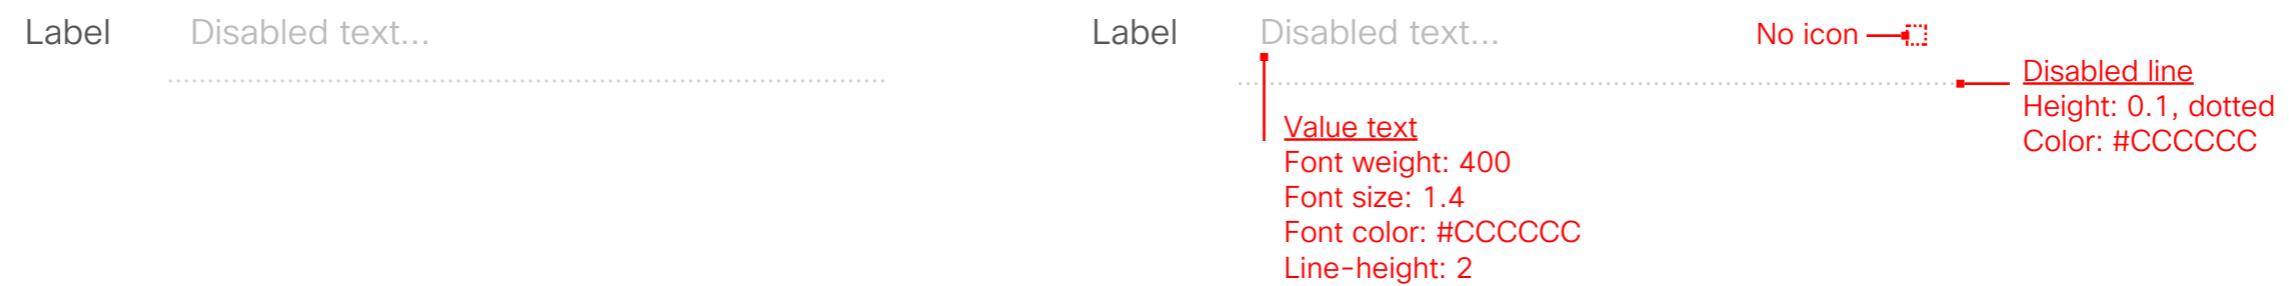 Label Disabled text...
Label Disabled text...
No icon
Disabled line
Height: 0.1, dotted
Color: #CCCCCC
Value text
Font weight: 400
Font size: 1.4
Font color: #CCCCCC
Line-height: 2